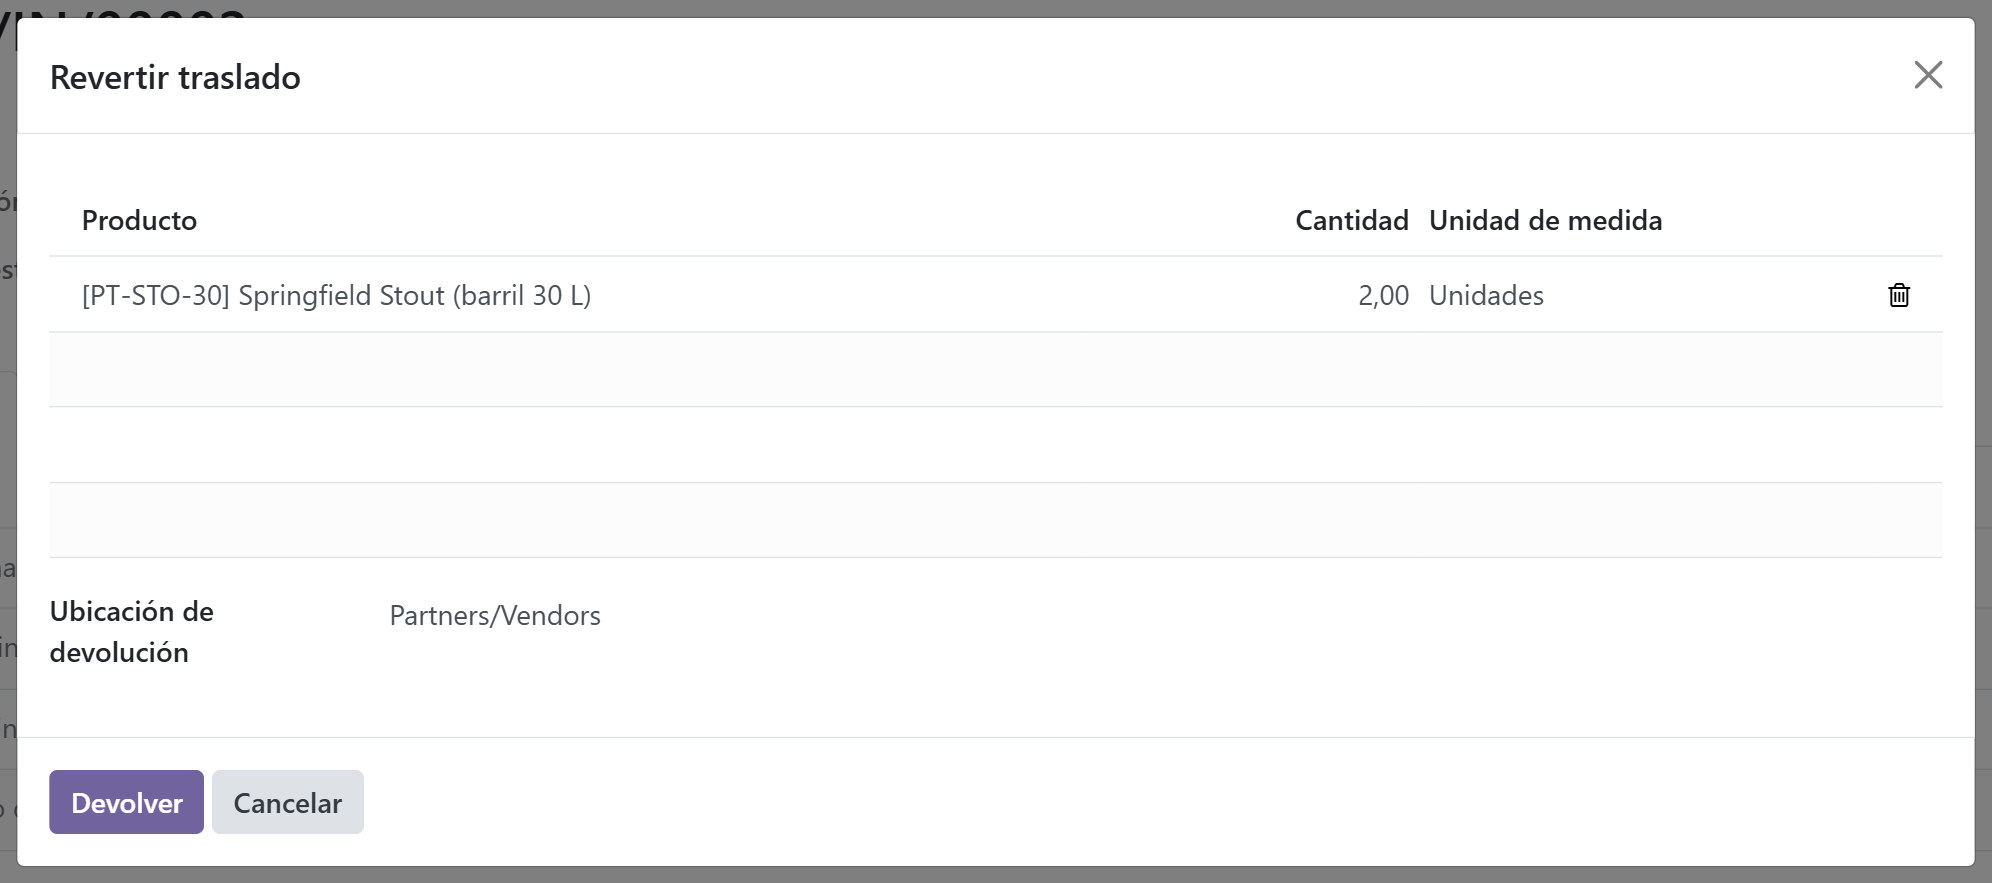 Revertir traslado
Producto Cantidad Unidad de medida
[PT-STO-30] Springfield Stout (barril 30 L) 2,00 Unidades
Ubicación de devolución Partners/Vendors
Devolver Cancelar